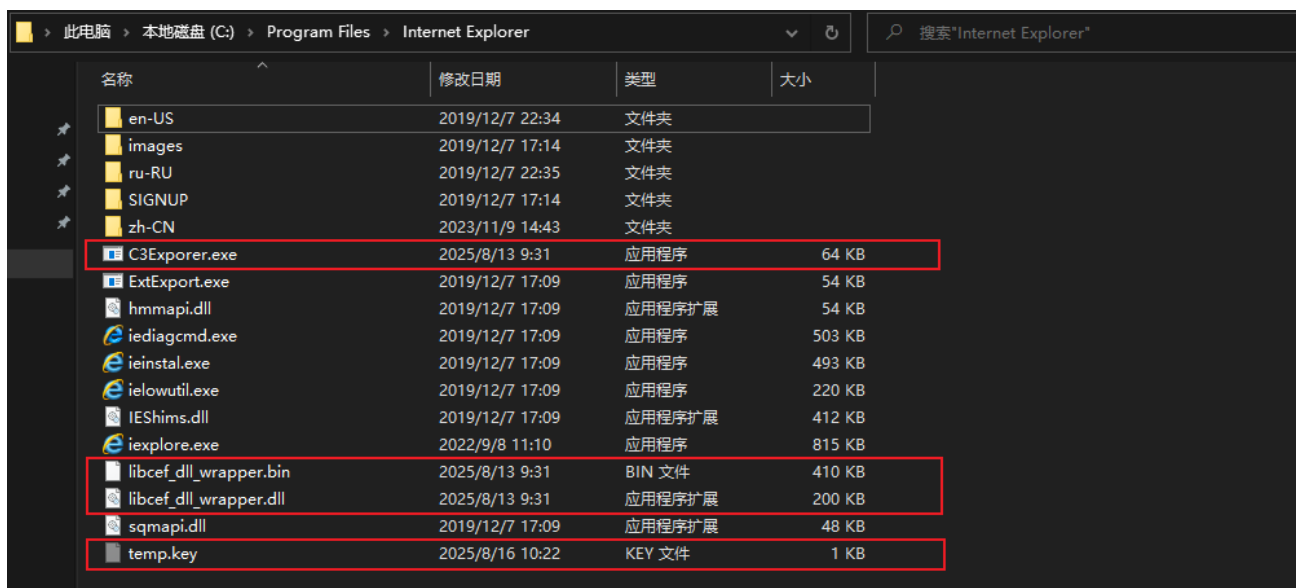 此电脑 › 本地磁盘 (C:) › Program Files › Internet Explorer 搜索"Internet Explorer"
名称 修改日期 类型 大小
en-US 2019/12/7 22:34 文件夹
images 2019/12/7 17:14 文件夹
ru-RU 2019/12/7 22:35 文件夹
SIGNUP 2019/12/7 17:14 文件夹
zh-CN 2023/11/9 14:43 文件夹
C3Exporer.exe 2025/8/13 9:31 应用程序 64 KB
ExtExport.exe 2019/12/7 17:09 应用程序 54 KB
hmmapi.dll 2019/12/7 17:09 应用程序扩展 54 KB
iediagcmd.exe 2019/12/7 17:09 应用程序 503 KB
ieinstal.exe 2019/12/7 17:09 应用程序 493 KB
ielowutil.exe 2019/12/7 17:09 应用程序 220 KB
IEShims.dll 2019/12/7 17:09 应用程序扩展 412 KB
iexplore.exe 2022/9/8 11:10 应用程序 815 KB
libcef_dll_wrapper.bin 2025/8/13 9:31 BIN 文件 410 KB
libcef_dll_wrapper.dll 2025/8/13 9:31 应用程序扩展 200 KB
sqmapi.dll 2019/12/7 17:09 应用程序扩展 48 KB
temp.key 2025/8/16 10:22 KEY 文件 1 KB